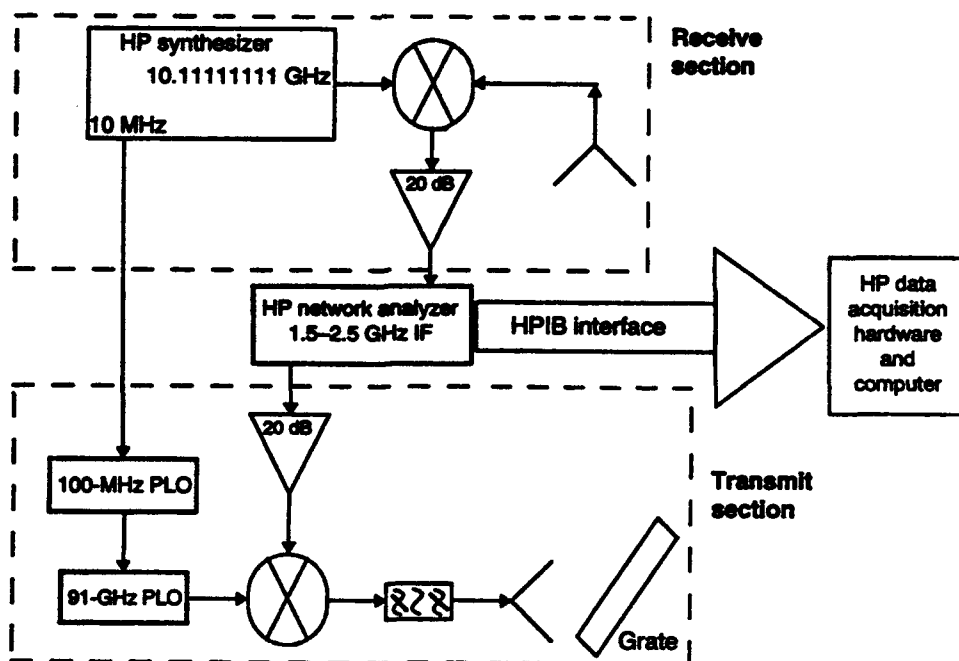 HP synthesizer
10.11111111 GHz
10 MHz
Receive
section
20 dB
HP network analyzer
1.5–2.5 GHz IF
HPIB interface
HP data
acquisition
hardware
and
computer
20 dB
100-MHz PLO
Transmit
section
91-GHz PLO
Grate